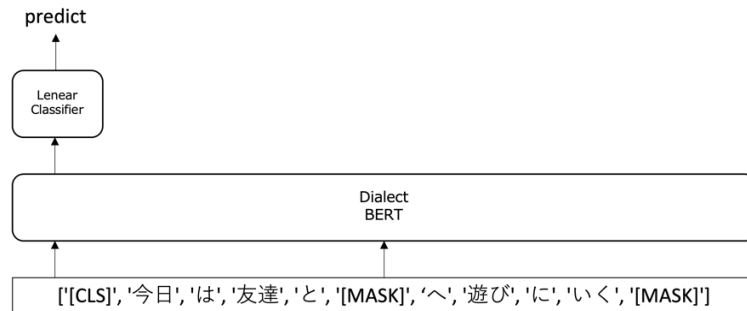 predict
Lenear
Classifier
Dialect
BERT
['[CLS]', '今日', 'は', '友達', 'と', '[MASK]', ‘へ', '遊び', 'に', 'いく', '[MASK]']